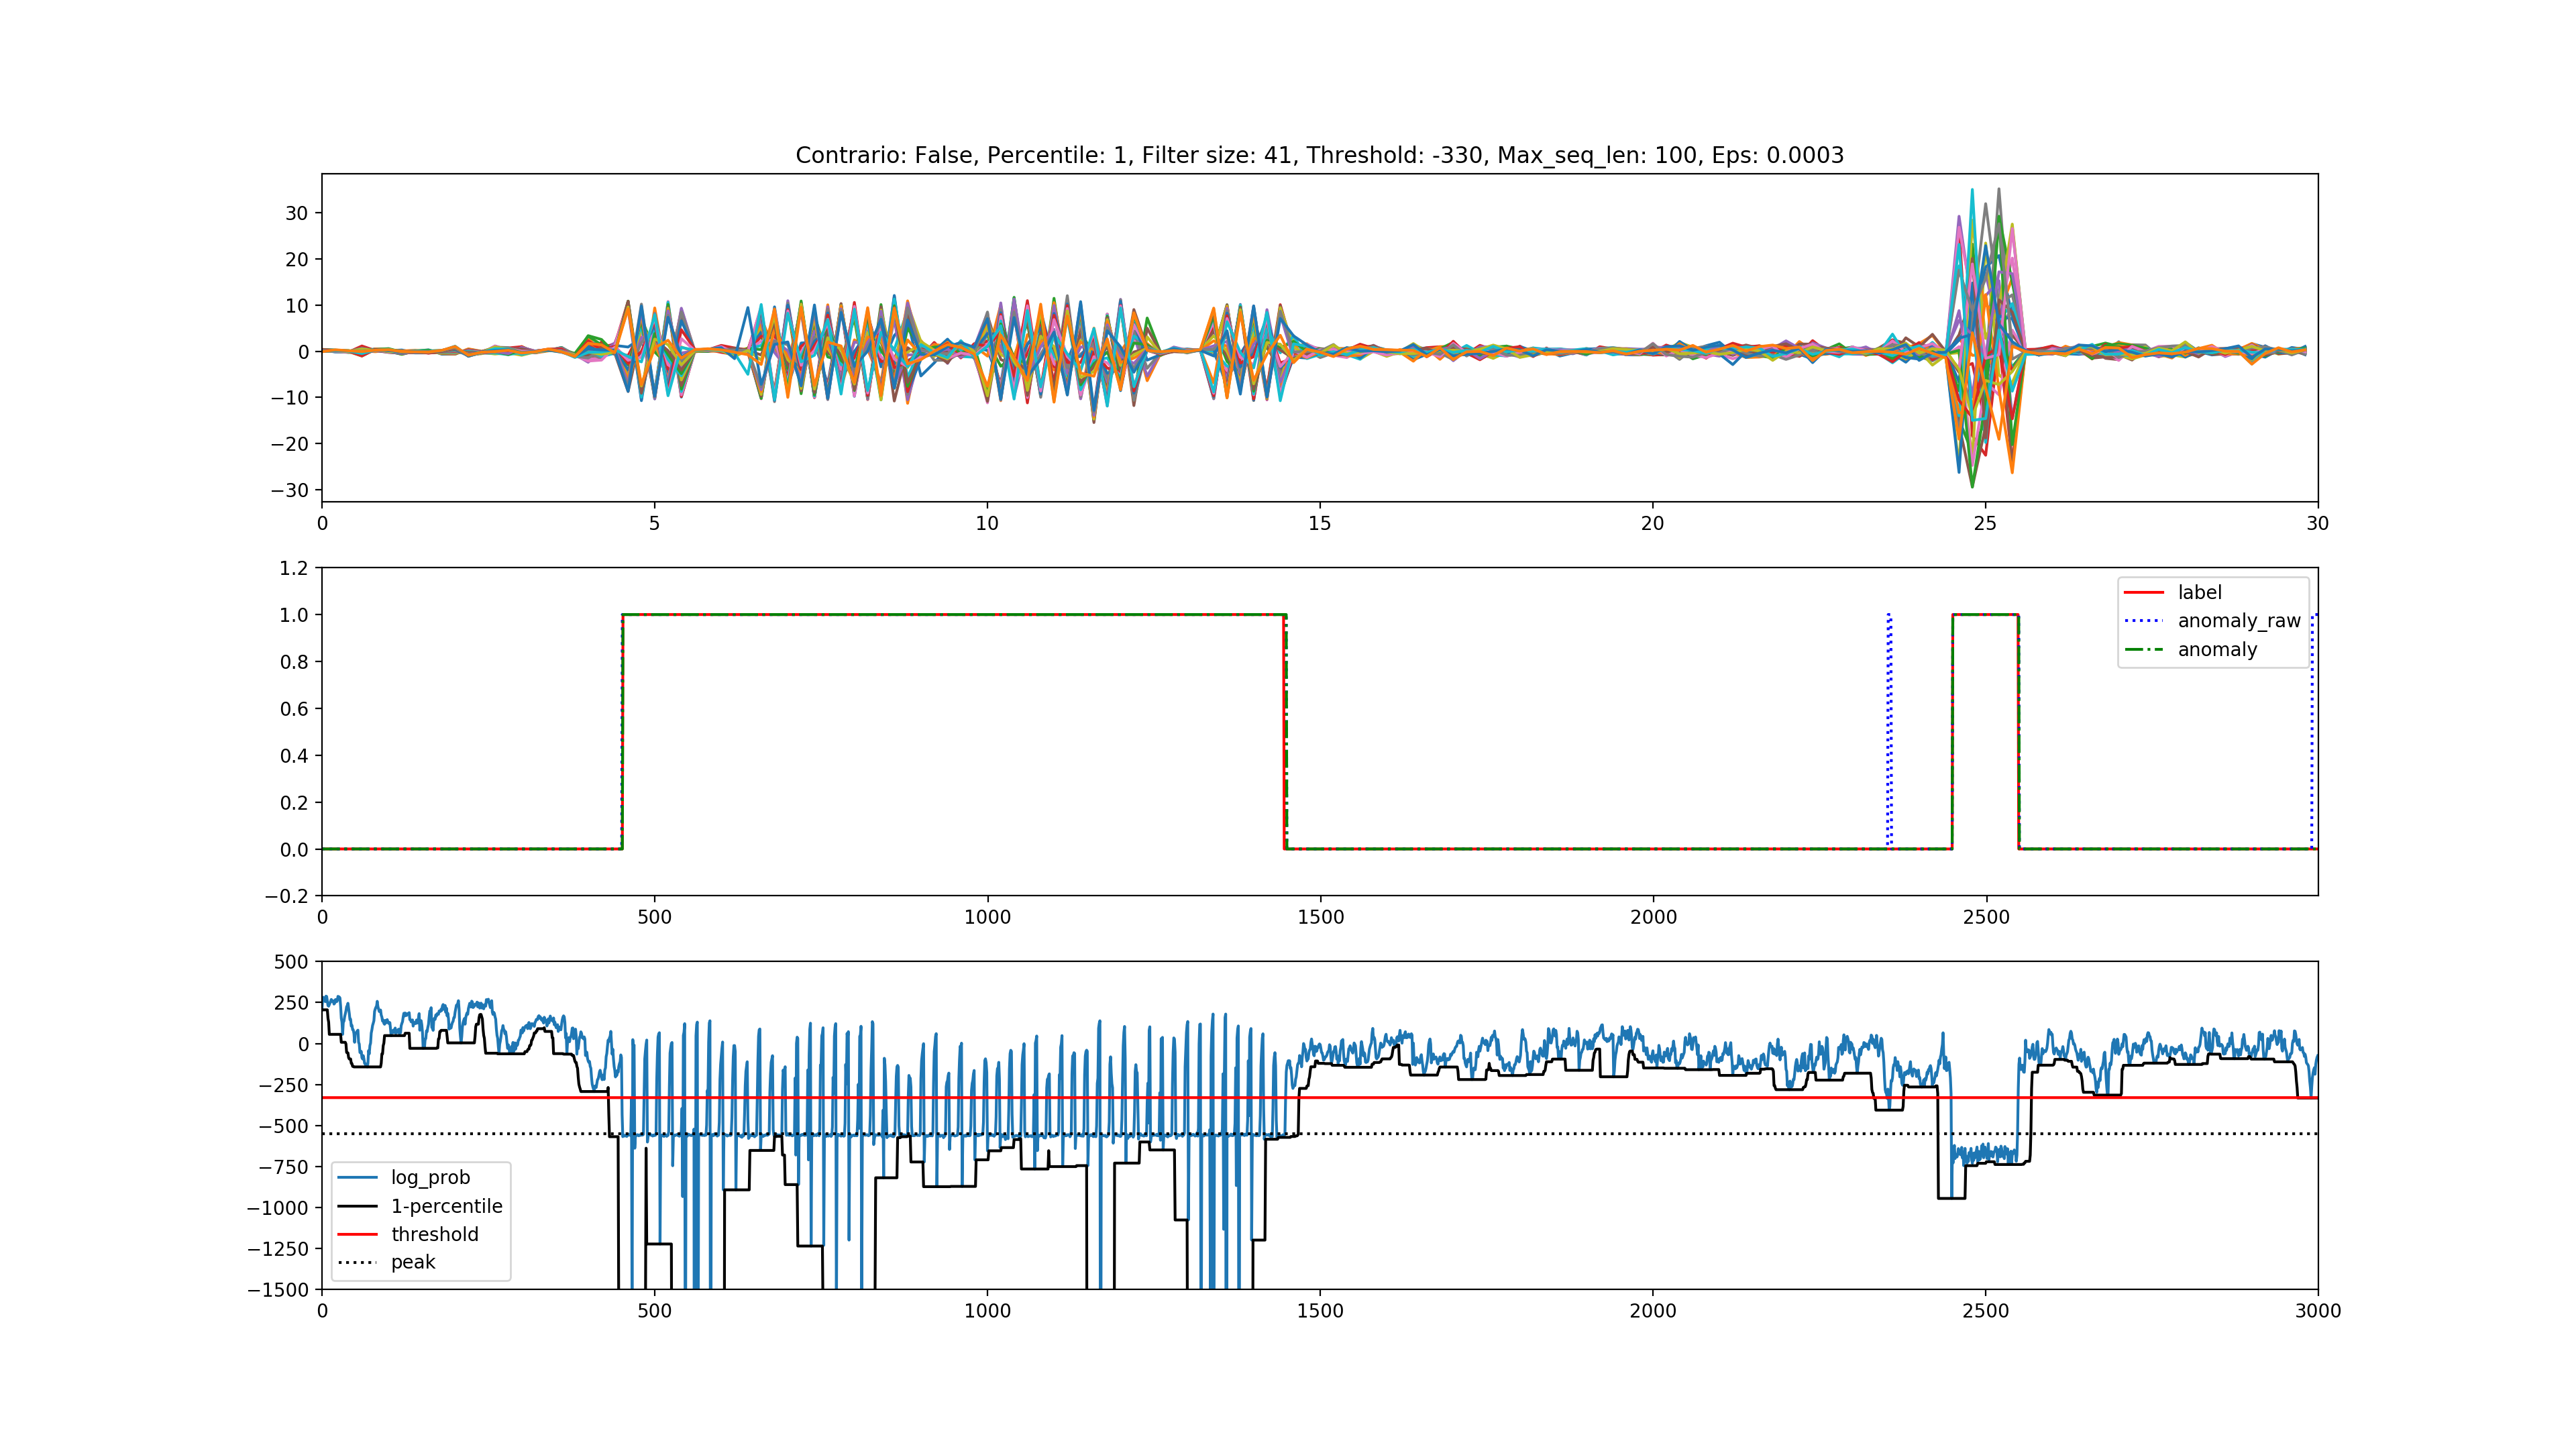 Contrario: False, Percentile: 1, Filter size: 41, Threshold: -330, Max_seq_len: 100, Eps: 0.0003
30
20
10
0
−10
−20
−30
0 5 10 15 20 25 30
1.2
1.0
0.8
0.6
0.4
0.2
0.0
−0.2
label
anomaly_raw
anomaly
0 500 1000 1500 2000 2500
500
250
0
−250
−500
−750
−1000
−1250
−1500
log_prob
1-percentile
threshold
peak
0 500 1000 1500 2000 2500 3000